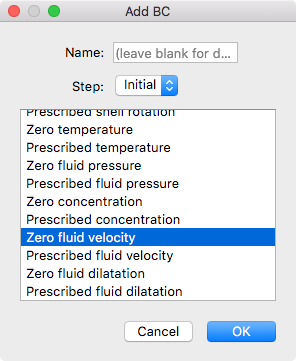 Add BC
Name: (leave blank for d...
Step: Initial
Prescribed shell rotation
Zero temperature
Prescribed temperature
Zero fluid pressure
Prescribed fluid pressure
Zero concentration
Prescribed concentration
Zero fluid velocity
Prescribed fluid velocity
Zero fluid dilatation
Prescribed fluid dilatation
Cancel OK